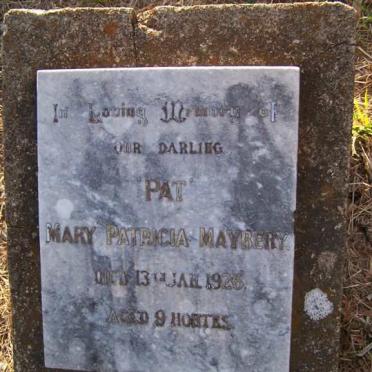 In Loving Memory of
OUR DARLING
"PAT"
MARY PATRICIA MAYBERY.
DIED 13TH JAN. 1926.
AGED 9 MONTHS.